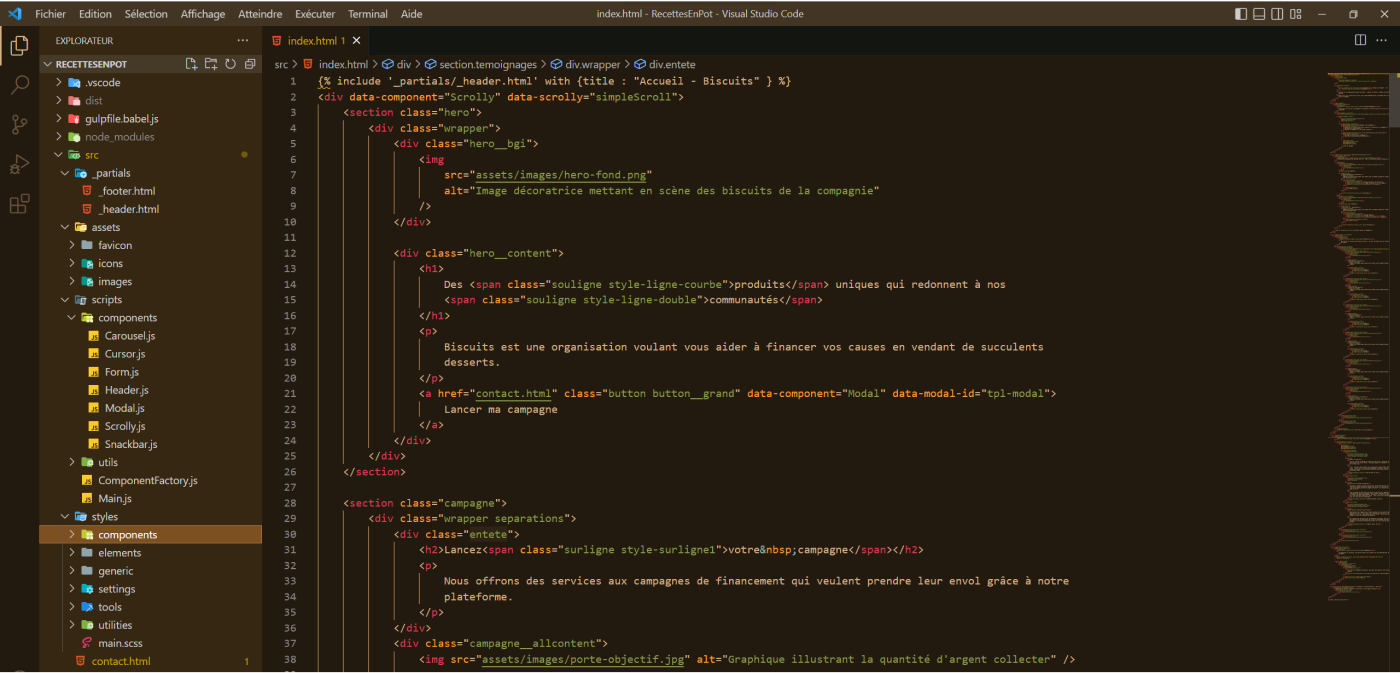 Fichier Edition Sélection Affichage Atteindre Exécuter Terminal Aide
index.html - RecettesEnPot - Visual Studio Code
EXPLORATEUR
RECETTESENPOT
.vscode
dist
gulpfile.babel.js
node_modules
src
_partials
_footer.html
_header.html
assets
favicon
icons
images
scripts
components
Carousel.js
Cursor.js
Form.js
Header.js
Modal.js
Scrolly.js
Snackbar.js
utils
ComponentFactory.js
Main.js
styles
components
elements
generic
settings
tools
utilities
main.scss
contact.html 1
index.html 1
src > index.html > div > section.temoignages > div.wrapper > div.entete
1 {% include '_partials/_header.html' with {title : "Accueil - Biscuits" } %}
2 <div data-component="Scrolly" data-scrolly="simpleScroll">
3 <section class="hero">
4 <div class="wrapper">
5 <div class="hero__bgi">
6 <img
7 src="assets/images/hero-fond.png"
8 alt="Image décoratrice mettant en scène des biscuits de la compagnie"
9 />
10 </div>
11
12 <div class="hero__content">
13 <h1>
14 Des <span class="souligne style-ligne-courbe">produits</span> uniques qui redonnent à nos
15 <span class="souligne style-ligne-double">communautés</span>
16 </h1>
17 <p>
18 Biscuits est une organisation voulant vous aider à financer vos causes en vendant de succulents
19 desserts.
20 </p>
21 <a href="contact.html" class="button button__grand" data-component="Modal" data-modal-id="tpl-modal">
22 Lancer ma campagne
23 </a>
24 </div>
25 </div>
26 </section>
27
28 <section class="campagne">
29 <div class="wrapper separations">
30 <div class="entete">
31 <h2>Lancez<span class="surligne style-surligne1">votre&nbsp;campagne</span></h2>
32 <p>
33 Nous offrons des services aux campagnes de financement qui veulent prendre leur envol grâce à notre
34 plateforme.
35 </p>
36 </div>
37 <div class="campagne__allcontent">
38 <img src="assets/images/porte-objectif.jpg" alt="Graphique illustrant la quantité d'argent collecter" />